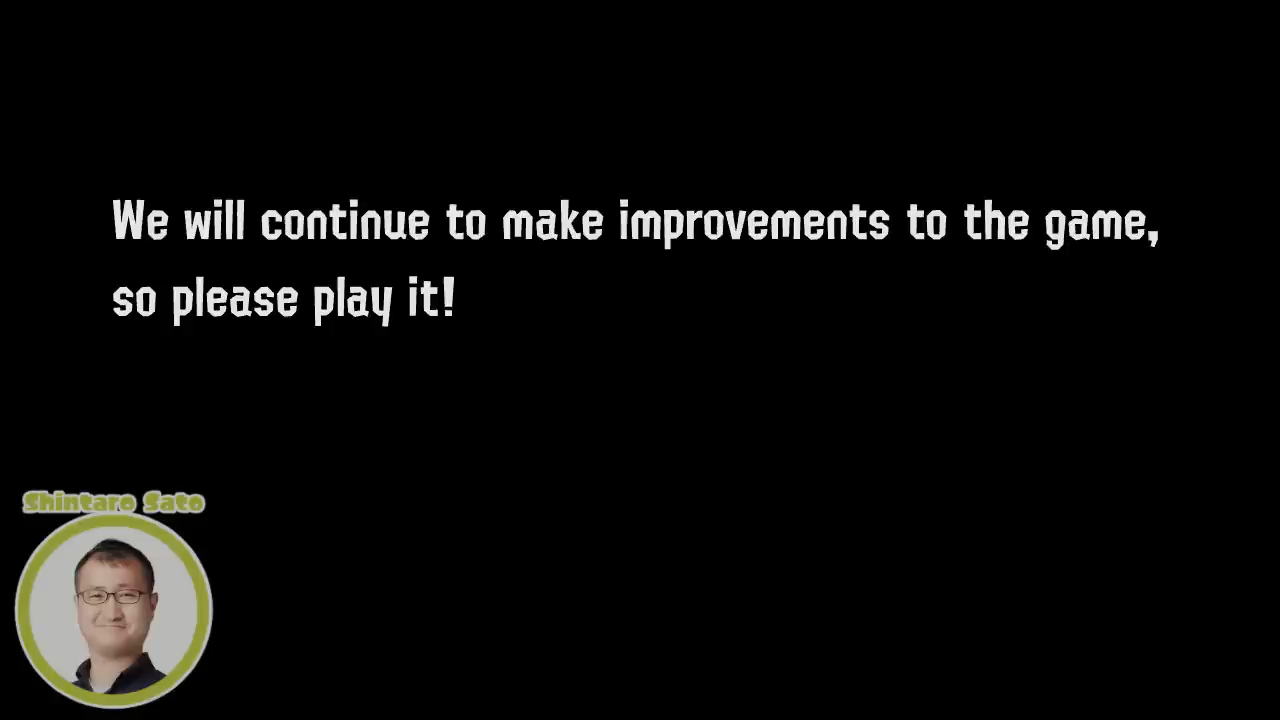 We will continue to make improvements to the game,
so please play it!
Shintaro Sato